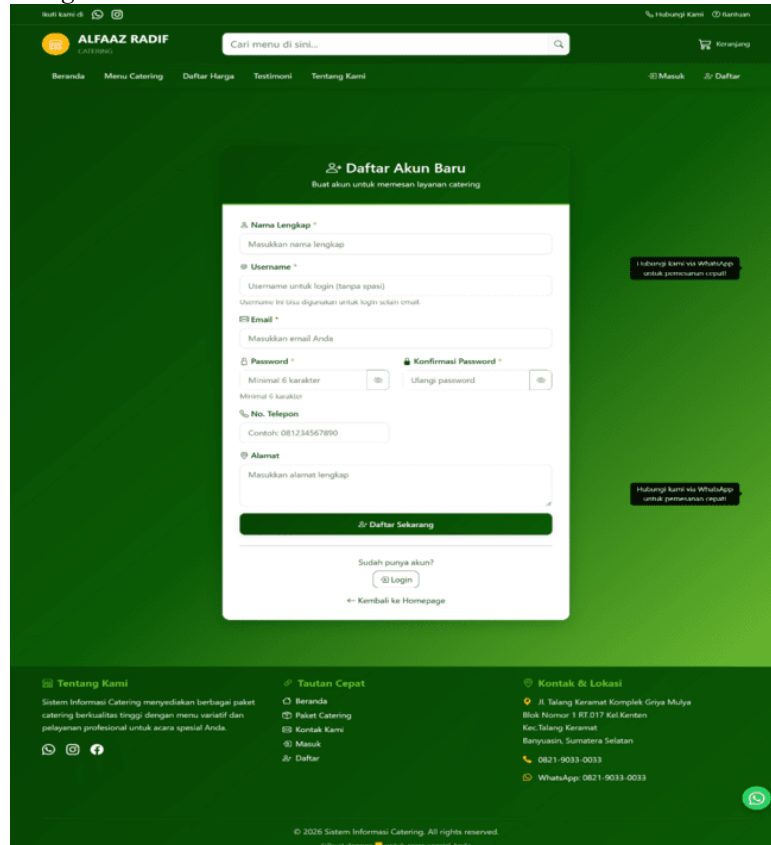 Ikuti kami di
Hubungi Kami
Bantuan
ALFAAZ RADIF
CATERING
Cari menu di sini...
Keranjang
Beranda
Menu Catering
Daftar Harga
Testimoni
Tentang Kami
Masuk
Daftar
Daftar Akun Baru
Buat akun untuk memesan layanan catering
Nama Lengkap *
Masukkan nama lengkap
Username *
Username untuk login (tanpa spasi)
Username ini bisa digunakan untuk login selain email.
Email *
Masukkan email Anda
Password *
Konfirmasi Password *
Minimal 6 karakter
Ulangi password
Minimal 6 karakter
No. Telepon
Contoh: 081234567890
Alamat
Masukkan alamat lengkap
Daftar Sekarang
Sudah punya akun?
Login
← Kembali ke Homepage
Hubungi kami via WhatsApp
untuk pemesanan cepat!
Hubungi kami via WhatsApp
untuk pemesanan cepat!
Tentang Kami
Sistem Informasi Catering menyediakan berbagai paket
catering berkualitas tinggi dengan menu variatif dan
pelayanan profesional untuk acara spesial Anda.
Tautan Cepat
Beranda
Paket Catering
Kontak Kami
Masuk
Daftar
Kontak & Lokasi
Jl. Talang Keramat Komplek Griya Mulya
Blok Nomor 1 RT.017 Kel.Kenten
Kec.Talang Keramat
Banyuasin, Sumatera Selatan
0821-9033-0033
WhatsApp: 0821-9033-0033
© 2026 Sistem Informasi Catering. All rights reserved.